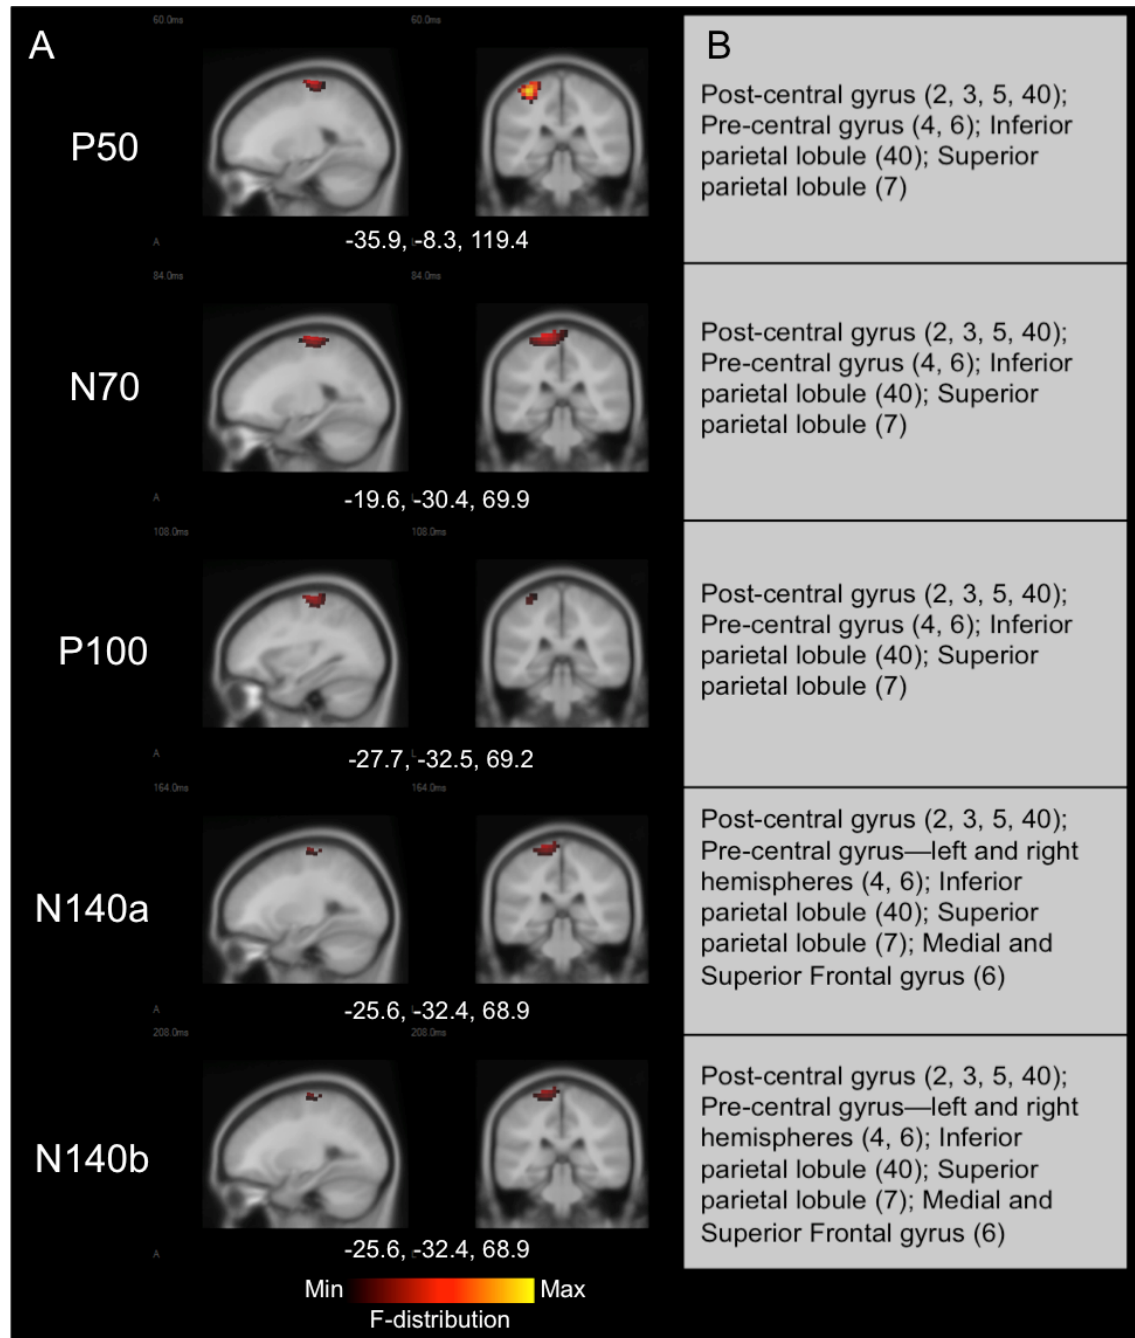 60.0ms 60.0ms
A B
P50
Post-central gyrus (2, 3, 5, 40);
Pre-central gyrus (4, 6); Inferior
parietal lobule (40); Superior
parietal lobule (7)
A L
-35.9, -8.3, 119.4
84.0ms 84.0ms
N70
Post-central gyrus (2, 3, 5, 40);
Pre-central gyrus (4, 6); Inferior
parietal lobule (40); Superior
parietal lobule (7)
A L
-19.6, -30.4, 69.9
108.0ms 108.0ms
P100
Post-central gyrus (2, 3, 5, 40);
Pre-central gyrus (4, 6); Inferior
parietal lobule (40); Superior
parietal lobule (7)
A L
-27.7, -32.5, 69.2
164.0ms 164.0ms
N140a
Post-central gyrus (2, 3, 5, 40);
Pre-central gyrus—left and right
hemispheres (4, 6); Inferior
parietal lobule (40); Superior
parietal lobule (7); Medial and
Superior Frontal gyrus (6)
A L
-25.6, -32.4, 68.9
208.0ms 208.0ms
N140b
Post-central gyrus (2, 3, 5, 40);
Pre-central gyrus—left and right
hemispheres (4, 6); Inferior
parietal lobule (40); Superior
parietal lobule (7); Medial and
Superior Frontal gyrus (6)
A
-25.6, -32.4, 68.9
Min Max
F-distribution